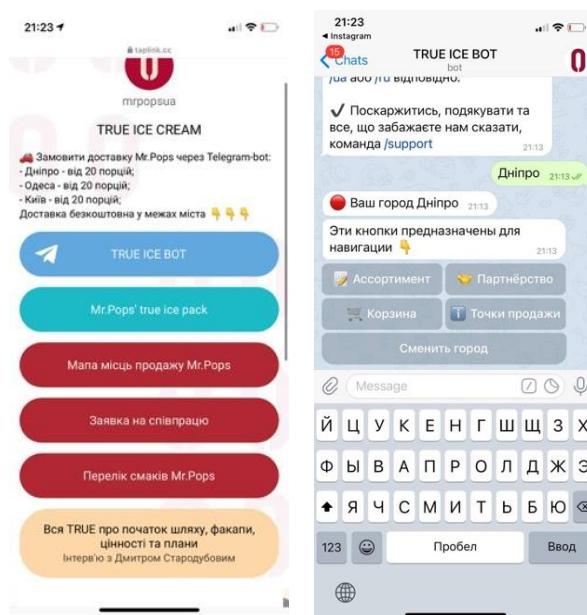 21:23
taplink.cc
mrpopsua
TRUE ICE CREAM
🚗 Замовити доставку Mr.Pops через Telegram-bot:
- Дніпро - від 20 порцій;
- Одеса - від 20 порцій;
- Київ - від 20 порцій;
Доставка безкоштовна у межах міста 👇👇👇
TRUE ICE BOT
Mr.Pops' true ice pack
Мапа місць продажу Mr.Pops
Заявка на співпрацю
Перелік смаків Mr.Pops
Вся TRUE про початок шляху, факапи,
цінності та плани
Інтерв'ю з Дмитром Стародубовим
21:23
Instagram
15
Chats
TRUE ICE BOT
bot
/ua або /ru відповідно.
✔ Поскаржитись, подякувати та
все, що забажаєте нам сказати,
команда /support
21:13
Дніпро 21:13
🔴 Ваш город Дніпро 21:13
Эти кнопки предназначены для
навигации 👇
21:13
📝 Ассортимент
🤝 Партнёрство
🛒 Корзина
ℹ️ Точки продажи
Сменить город
Message
Й Ц У К Е Н Г Ш Щ З Х
Ф Ы В А П Р О Л Д Ж Э
Я Ч С М И Т Ь Б Ю
123
Пробел
Ввод